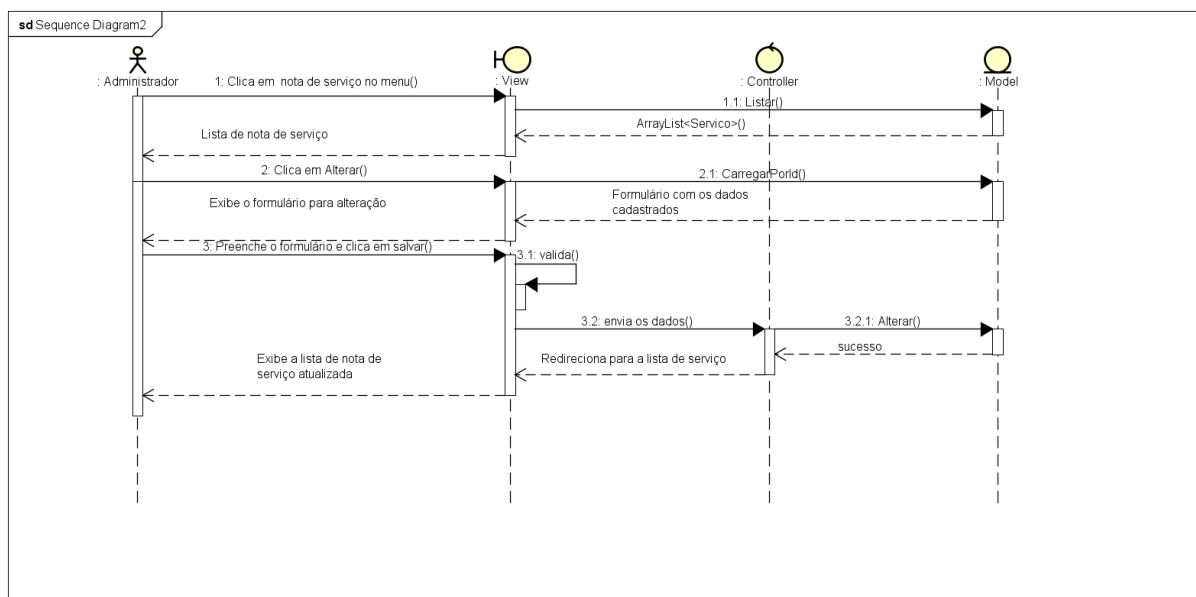 sd Sequence Diagram2
: Administrador
: View
: Controller
: Model
1: Clica em nota de serviço no menu()
1.1: Listar()
ArrayList<Servico>()
Lista de nota de serviço
2: Clica em Alterar()
2.1: CarregarPorId()
Formulário com os dados
cadastrados
Exibe o formulário para alteração
3: Preenche o formulário e clica em salvar()
3.1: valida()
3.2: envia os dados()
3.2.1: Alterar()
sucesso
Redireciona para a lista de serviço
Exibe a lista de nota de
serviço atualizada